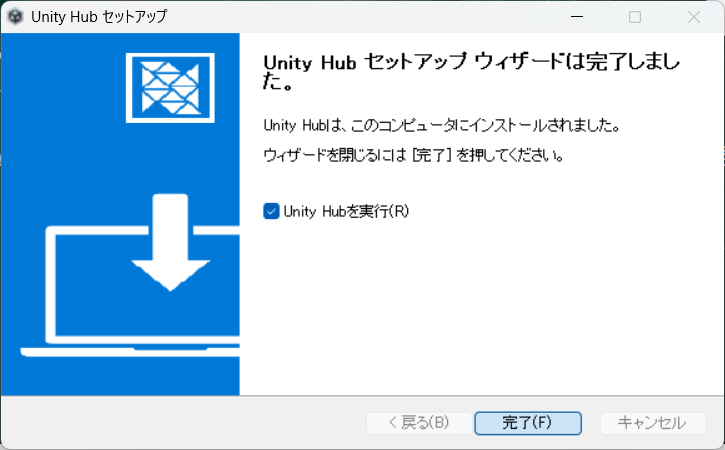 Unity Hub セットアップ
Unity Hub セットアップ ウィザードは完了しまし
た。
Unity Hubは、このコンピュータにインストールされました。
ウィザードを閉じるには [完了] を押してください。
Unity Hubを実行(R)
< 戻る(B)
完了(F)
キャンセル